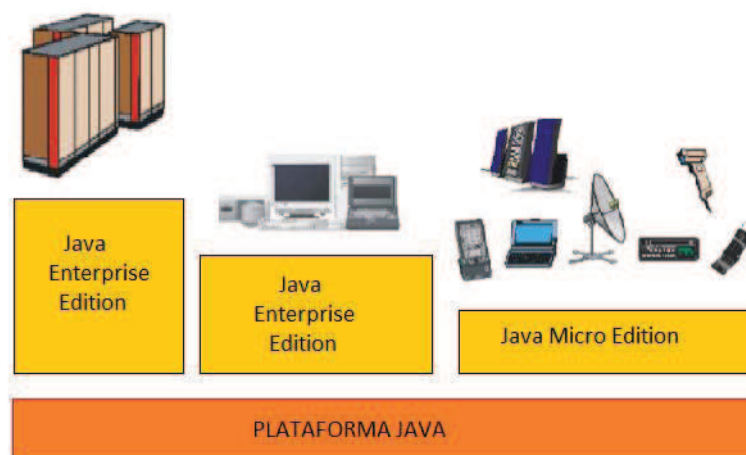 Java
Enterprise
Edition
Java
Enterprise
Edition
Java Micro Edition
PLATAFORMA JAVA